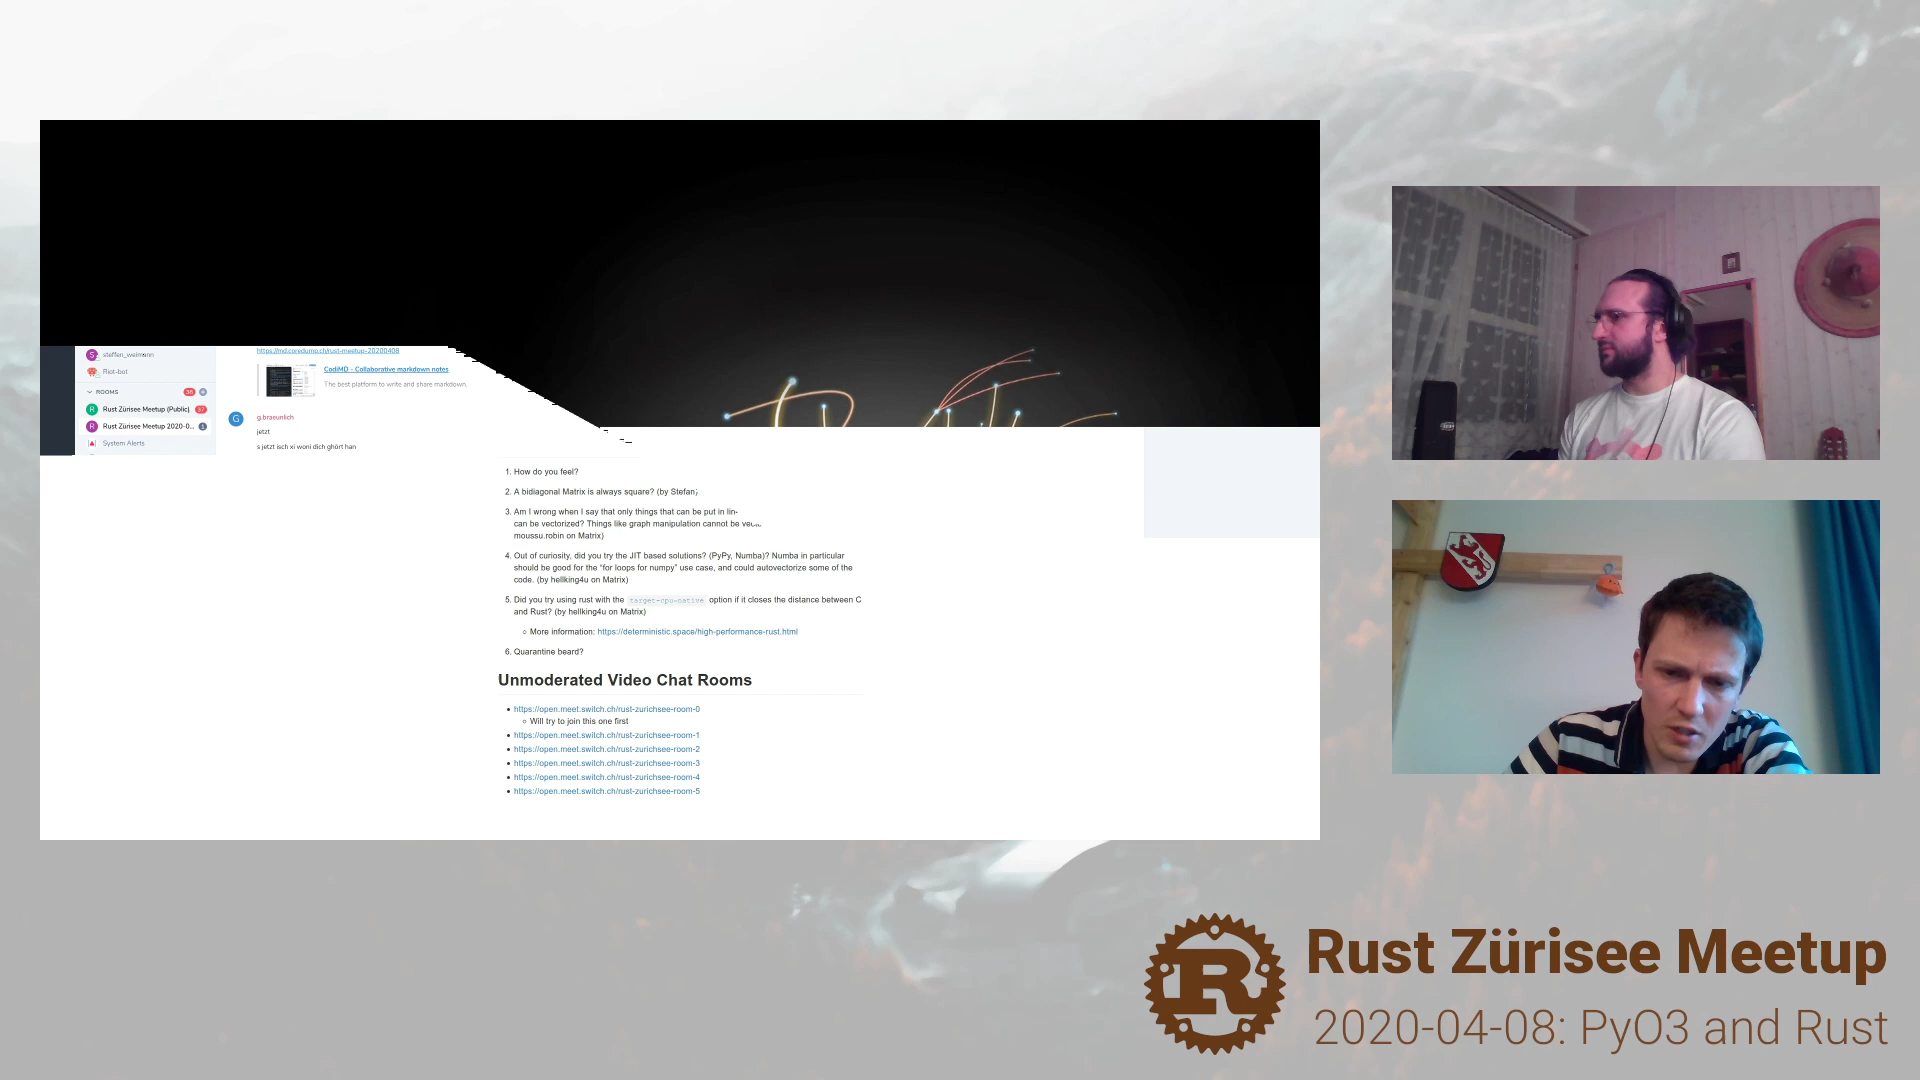 steffen_weimann
Riot-bot
ROOMS
58
Rust Zürisee Meetup (Public)
37
Rust Zürisee Meetup 2020-0...
System Alerts
https://md.coredump.ch/rust-meetup-20200408
CodiMD - Collaborative markdown notes
The best platform to write and share markdown.
G
g.braeunlich
jetzt
s jetzt isch xi woni dich ghört han
1. How do you feel?
2. A bidiagonal Matrix is always square? (by Stefan)
3. Am I wrong when I say that only things that can be put in lin-
can be vectorized? Things like graph manipulation cannot be
moussu.robin on Matrix)
4. Out of curiosity, did you try the JIT based solutions? (PyPy, Numba)? Numba in particular
should be good for the “for loops for numpy” use case, and could autovectorize some of the
code. (by hellking4u on Matrix)
5. Did you try using rust with the target-cpu=native option if it closes the distance between C
and Rust? (by hellking4u on Matrix)
More information: https://deterministic.space/high-performance-rust.html
6. Quarantine beard?
Unmoderated Video Chat Rooms
https://open.meet.switch.ch/rust-zurichsee-room-0
Will try to join this one first
https://open.meet.switch.ch/rust-zurichsee-room-1
https://open.meet.switch.ch/rust-zurichsee-room-2
https://open.meet.switch.ch/rust-zurichsee-room-3
https://open.meet.switch.ch/rust-zurichsee-room-4
https://open.meet.switch.ch/rust-zurichsee-room-5
R
Rust Zürisee Meetup
2020-04-08: PyO3 and Rust